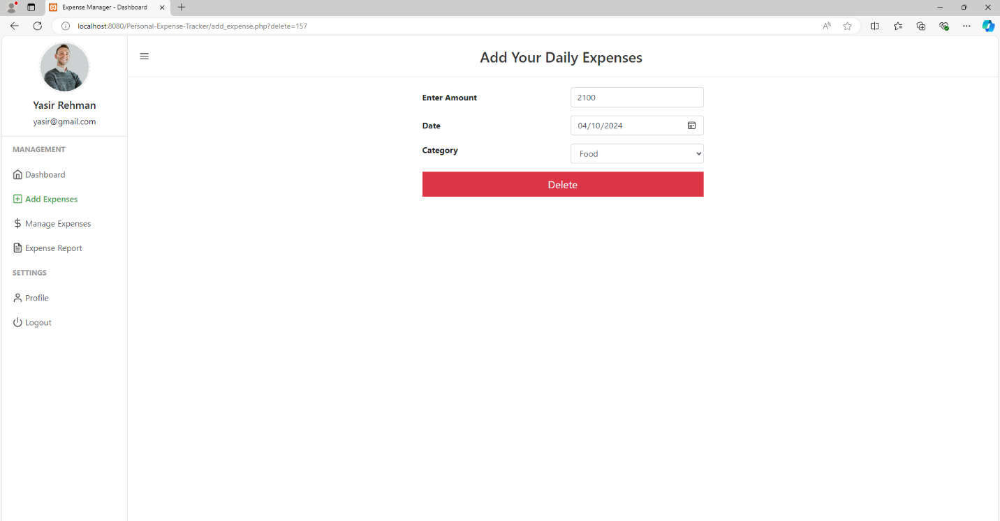 Expense Manager - Dashboard
localhost:8080/Personal-Expense-Tracker/add_expense.php?delete=157
Yasir Rehman
yasir@gmail.com
MANAGEMENT
Dashboard
Add Expenses
Manage Expenses
Expense Report
SETTINGS
Profile
Logout
Add Your Daily Expenses
Enter Amount 2100
Date 04/10/2024
Category Food
Delete